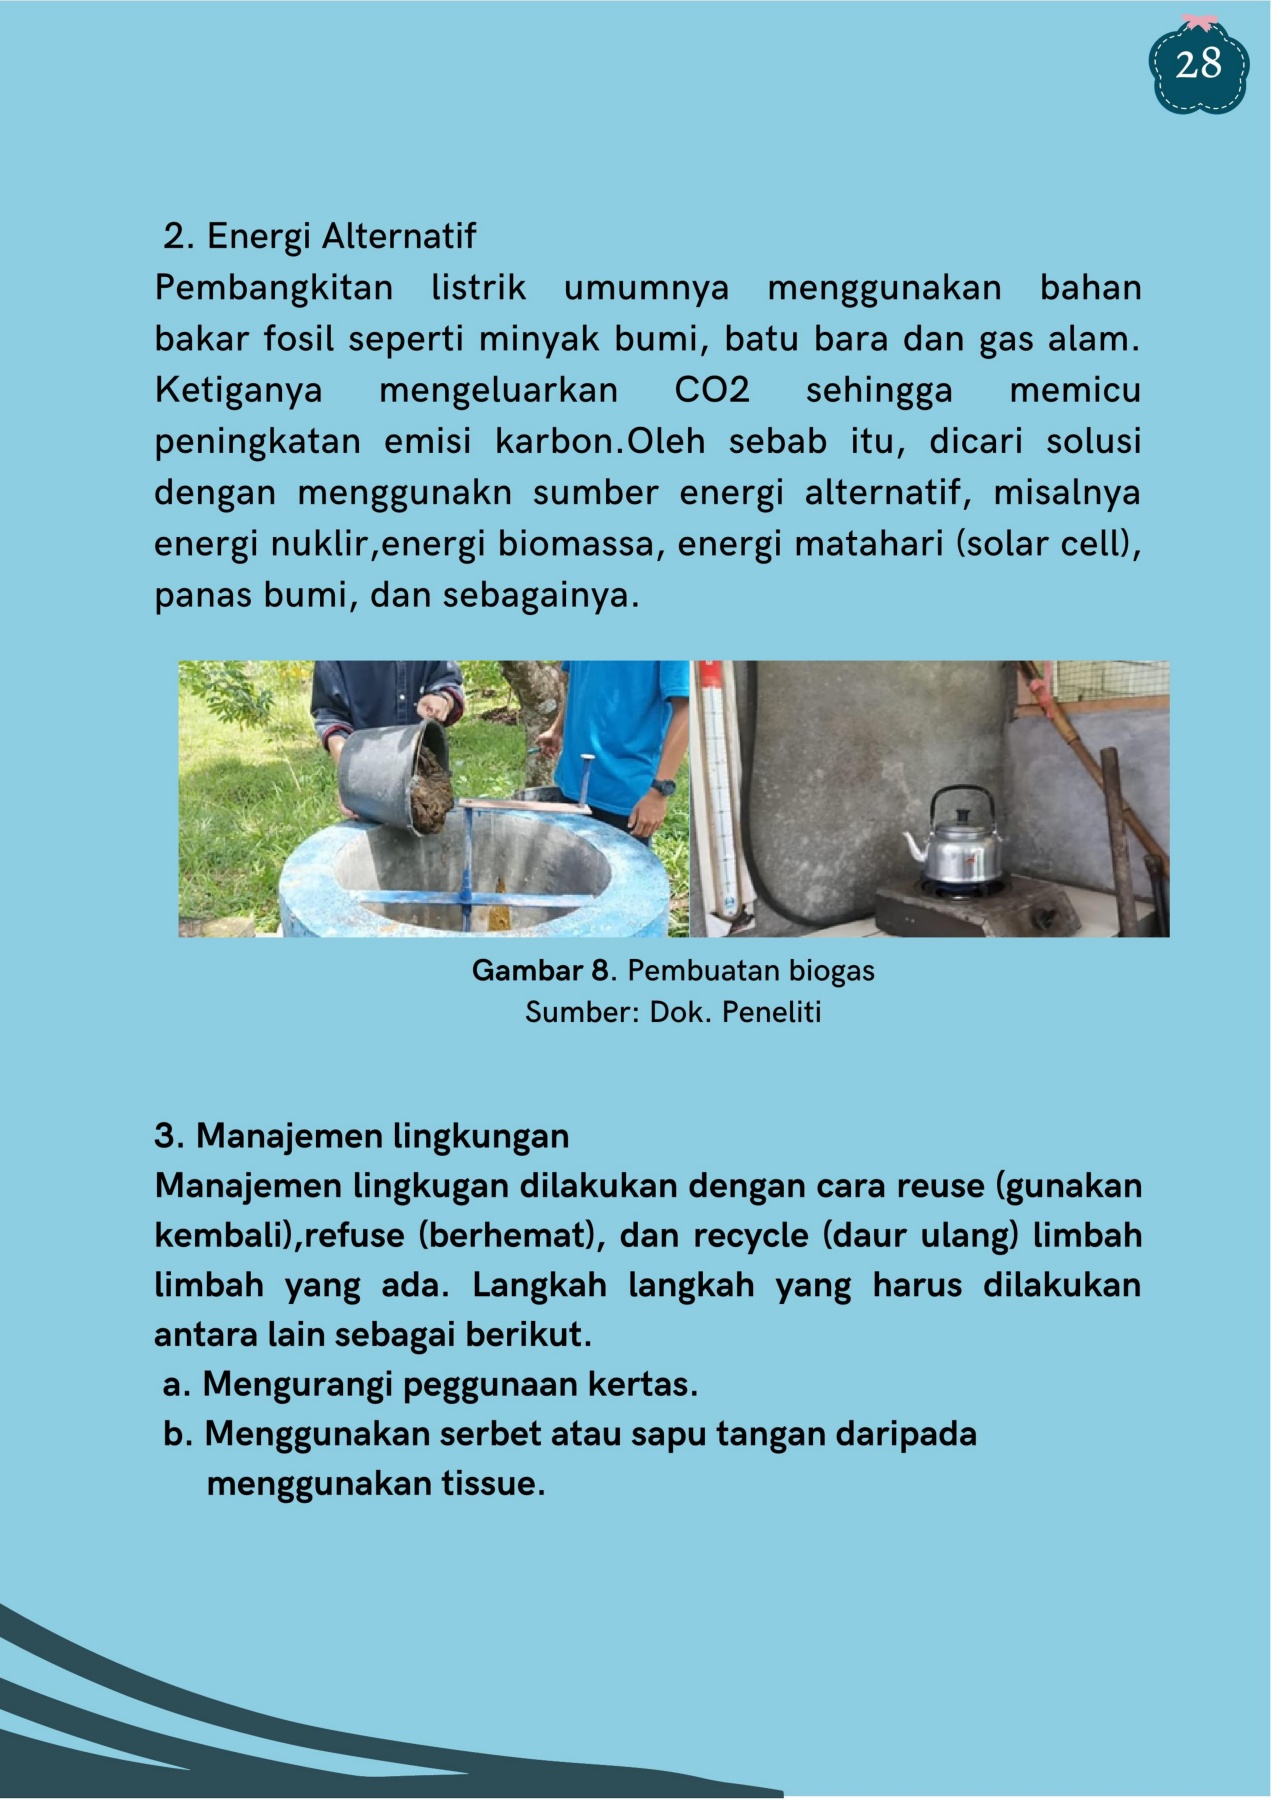 28
2. Energi Alternatif
Pembangkitan listrik umumnya menggunakan bahan
bakar fosil seperti minyak bumi, batu bara dan gas alam.
Ketiganya mengeluarkan CO2 sehingga memicu
peningkatan emisi karbon.Oleh sebab itu, dicari solusi
dengan menggunakn sumber energi alternatif, misalnya
energi nuklir,energi biomassa, energi matahari (solar cell),
panas bumi, dan sebagainya.
Gambar 8. Pembuatan biogas
Sumber: Dok. Peneliti
3. Manajemen lingkungan
Manajemen lingkugan dilakukan dengan cara reuse (gunakan
kembali),refuse (berhemat), dan recycle (daur ulang) limbah
limbah yang ada. Langkah langkah yang harus dilakukan
antara lain sebagai berikut.
a. Mengurangi peggunaan kertas.
b. Menggunakan serbet atau sapu tangan daripada
menggunakan tissue.